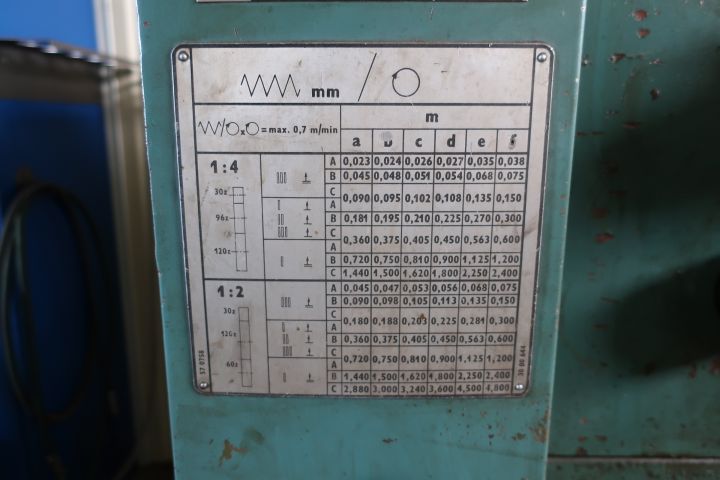 mm /
= max. 0,7 m/min
m
a b c d e f
1:4
A 0,023 0,024 0,026 0,027 0,035 0,038
B 0,045 0,048 0,051 0,054 0,068 0,075
C
0,090 0,095 0,102 0,108 0,135 0,150
A
30z
B 0,181 0,195 0,210 0,225 0,270 0,300
96z
C
0,360 0,375 0,405 0,450 0,563 0,600
A
120z
B 0,720 0,750 0,810 0,900 1,125 1,200
C 1,440 1,500 1,620 1,800 2,250 2,400
1:2
A 0,045 0,047 0,053 0,056 0,068 0,075
B 0,090 0,098 0,105 0,113 0,135 0,150
30z
C
0,180 0,188 0,203 0,225 0,281 0,300
A
120z
B 0,360 0,375 0,405 0,450 0,563 0,600
C
0,720 0,750 0,810 0,900 1,125 1,200
60z
A
B 1,440 1,500 1,620 1,800 2,250 2,400
C 2,880 3,000 3,240 3,600 4,500 4,800
57 0758
30 00 644